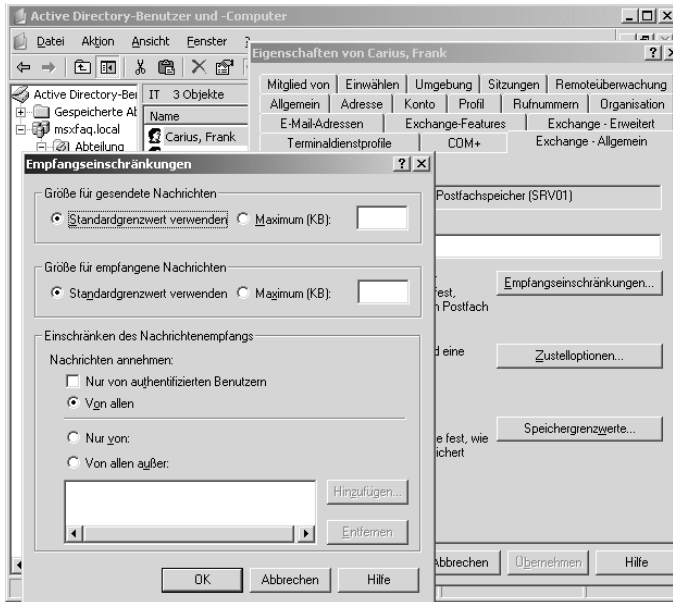 Active Directory-Benutzer und -Computer
Datei Aktion Ansicht Fenster ?
Active Directory-Ber
Gespeicherte Ab
msxfaq.local
Abteilung
IT 3 Objekte
Name
Carius, Frank
Eigenschaften von Carius, Frank
Mitglied von Einwählen Umgebung Sitzungen Remoteüberwachung
Allgemein Adresse Konto Profil Rufnummern Organisation
E-Mail-Adressen Exchange-Features Exchange - Erweitert
Terminaldienstprofile COM+ Exchange - Allgemein
Postfachspeicher (SRV01)
Empfangseinschränkungen...
fest,
Postfach
d eine
Zustelloptionen...
Speichergrenzwerte...
e fest, wie
ichert
Abbrechen Übernehmen Hilfe
Empfangseinschränkungen
Größe für gesendete Nachrichten
Standardgrenzwert verwenden Maximum (KB):
Größe für empfangene Nachrichten
Standardgrenzwert verwenden Maximum (KB):
Einschränken des Nachrichtenempfangs
Nachrichten annehmen:
Nur von authentifizierten Benutzern
Von allen
Nur von:
Von allen außer:
Hinzufügen...
Entfernen
OK Abbrechen Hilfe